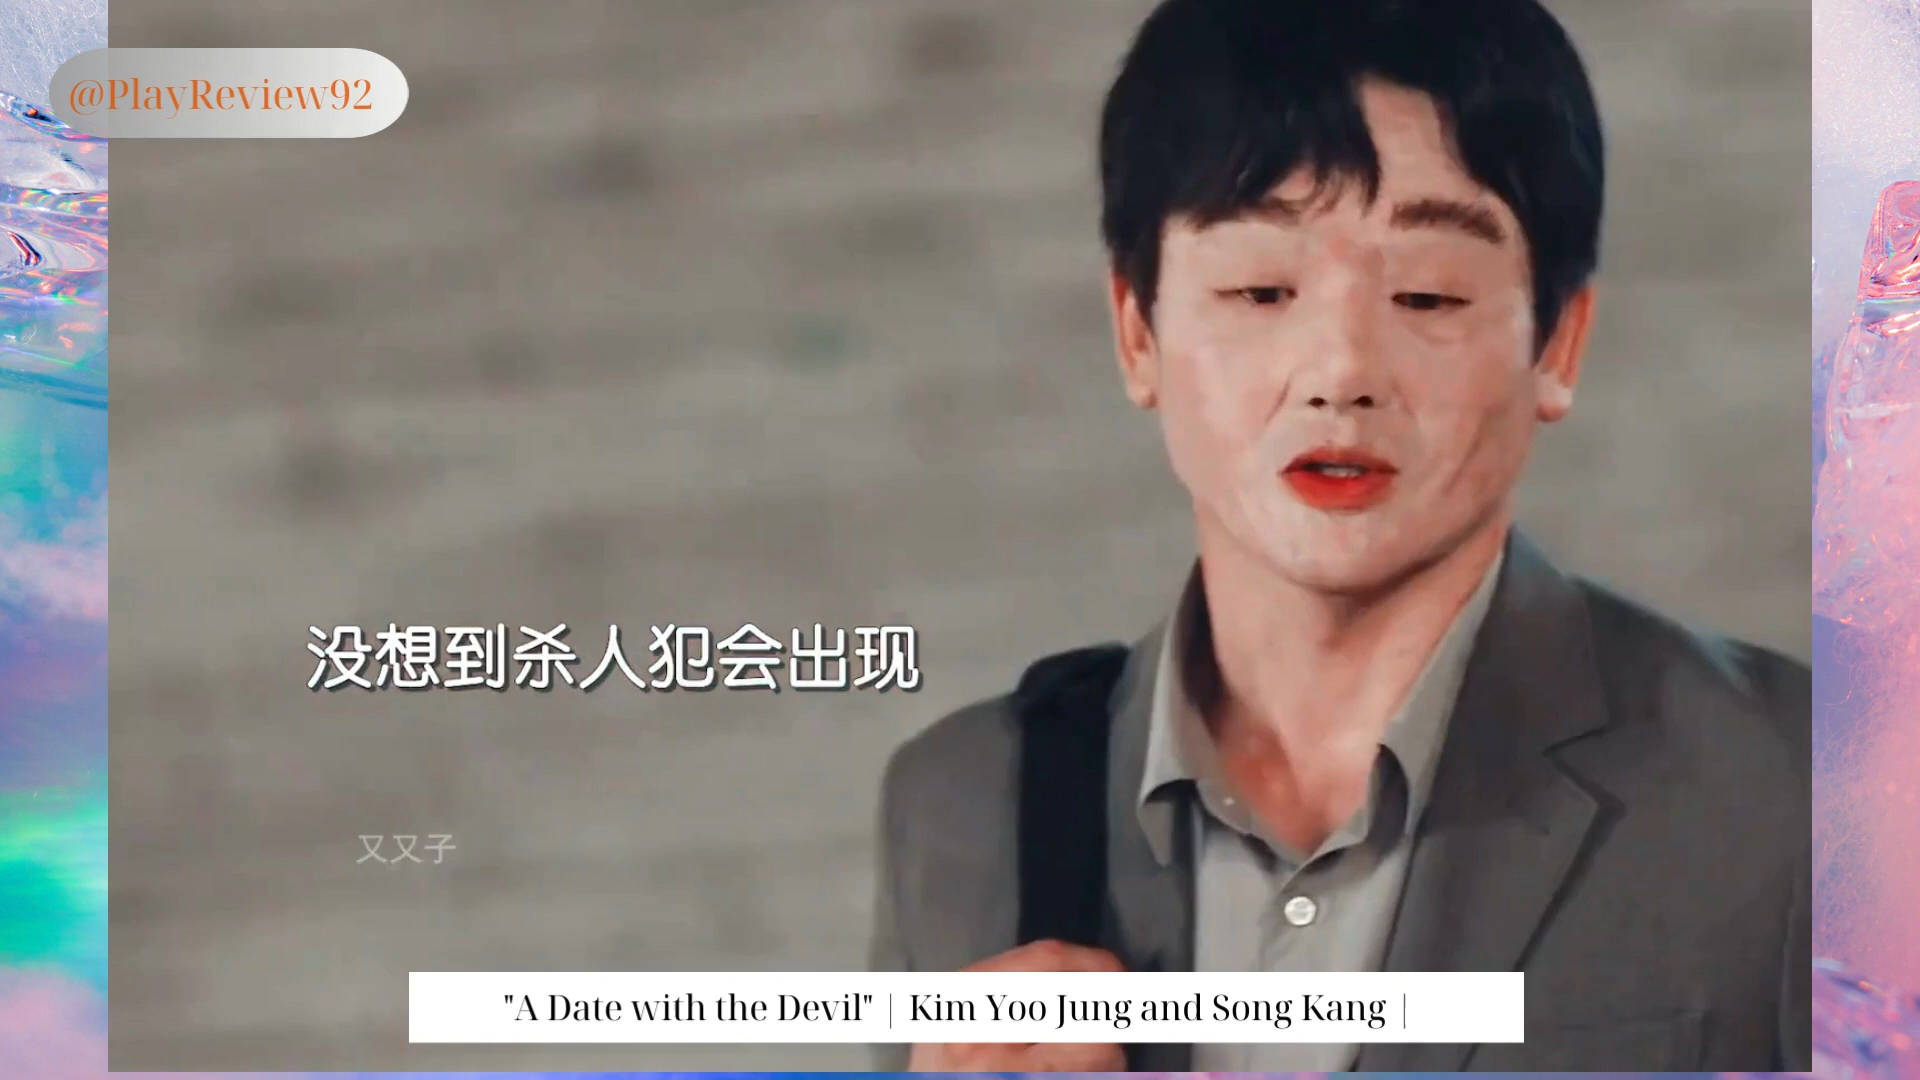 @PlayReview92
没想到杀人犯会出现
又又子
"A Date with the Devil" | Kim Yoo Jung and Song Kang |